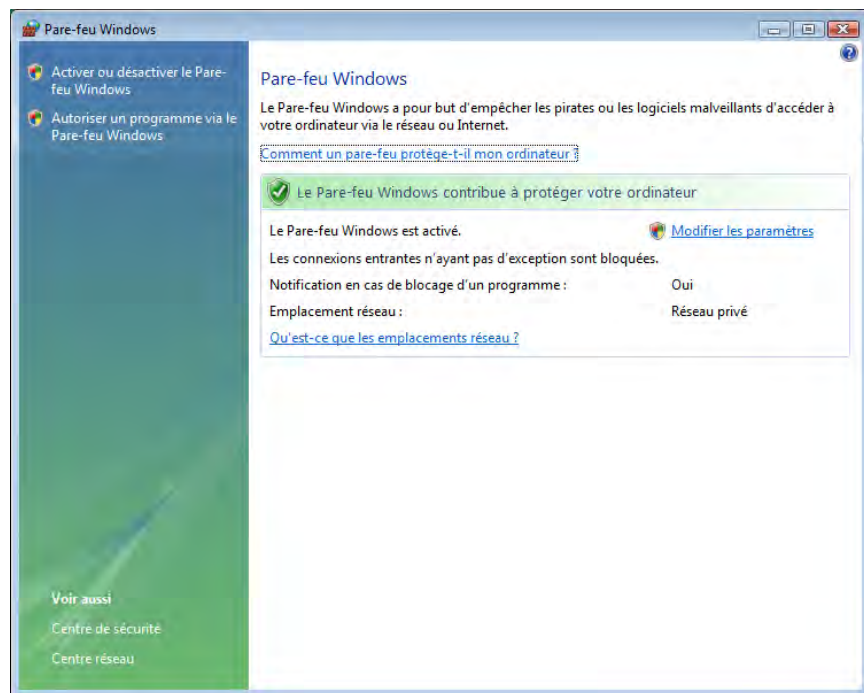 Pare-feu Windows
Activer ou désactiver le Pare-
feu Windows
Autoriser un programme via le
Pare-feu Windows
Voir aussi
Centre de sécurité
Centre réseau
Pare-feu Windows
Le Pare-feu Windows a pour but d'empêcher les pirates ou les logiciels malveillants d'accéder à
votre ordinateur via le réseau ou Internet.
Comment un pare-feu protège-t-il mon ordinateur ?
Le Pare-feu Windows contribue à protéger votre ordinateur
Le Pare-feu Windows est activé. Modifier les paramètres
Les connexions entrantes n'ayant pas d'exception sont bloquées.
Notification en cas de blocage d'un programme : Oui
Emplacement réseau : Réseau privé
Qu'est-ce que les emplacements réseau ?